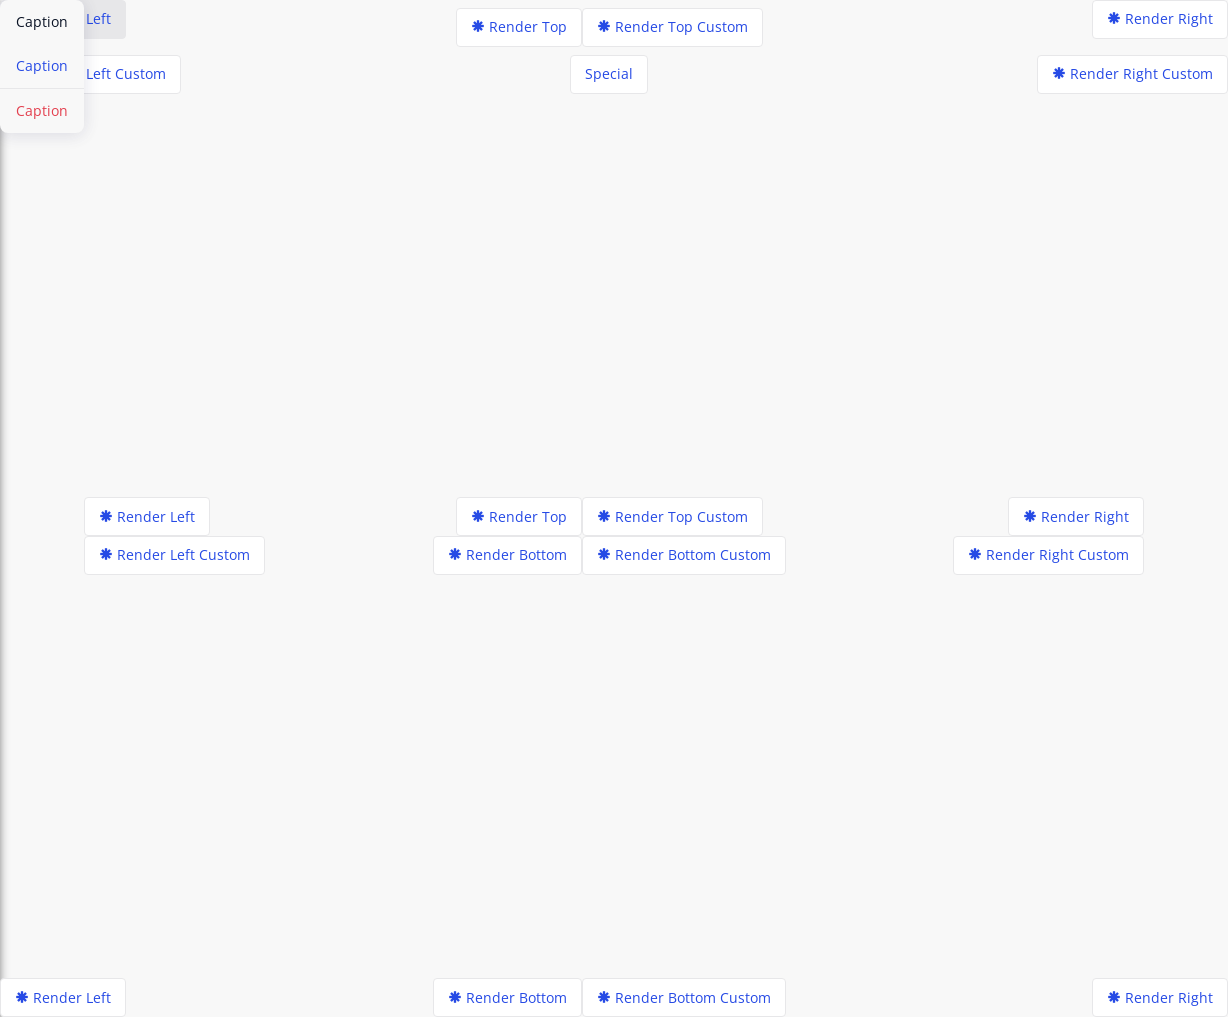 Caption
Left
Render Top
Render Top Custom
Render Right
Caption
Left Custom
Special
Render Right Custom
Caption
Render Left
Render Top
Render Top Custom
Render Right
Render Left Custom
Render Bottom
Render Bottom Custom
Render Right Custom
Render Left
Render Bottom
Render Bottom Custom
Render Right